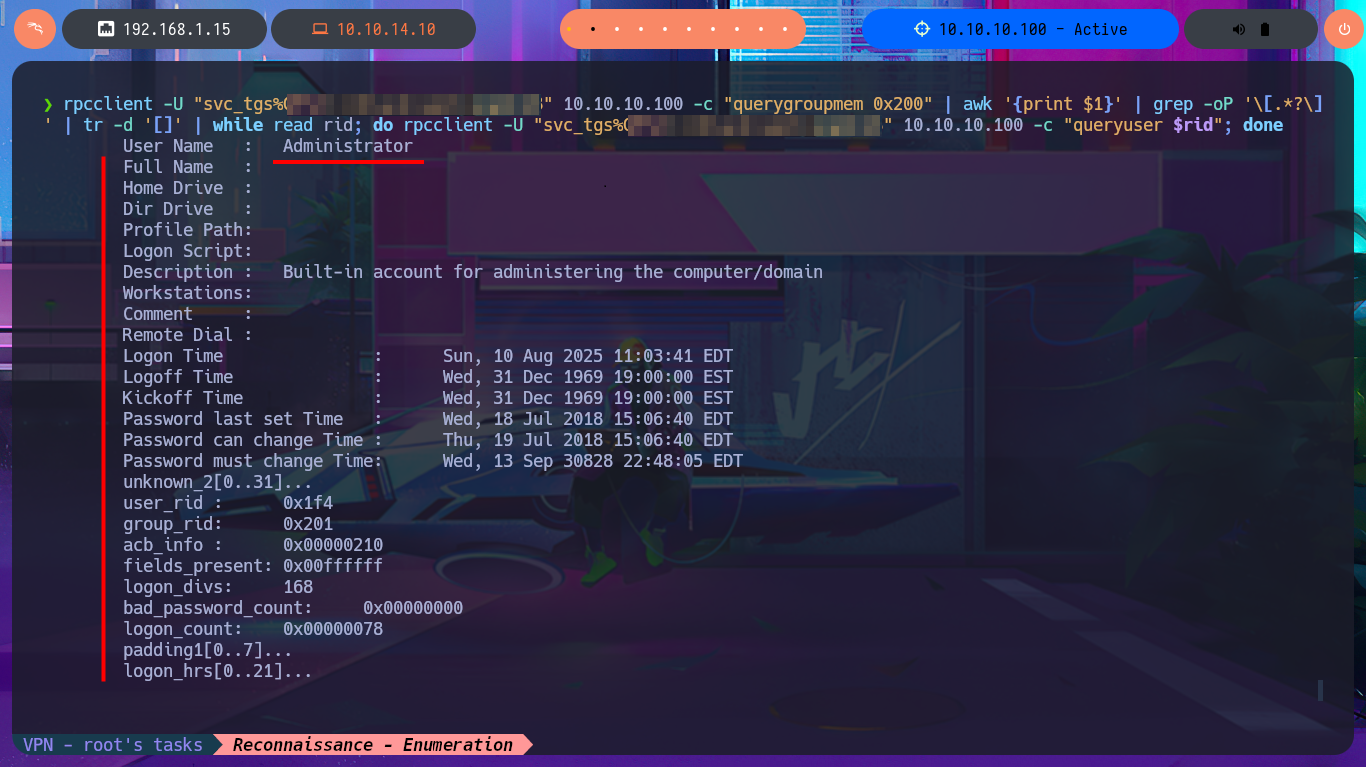 192.168.1.15
10.10.14.10
10.10.10.100 - Active
❯ rpcclient -U "svc_tgs% " 10.10.10.100 -c "querygroupmem 0x200" | awk '{print $1}' | grep -oP '\[.*?\]
' | tr -d '[]' | while read rid; do rpcclient -U "svc_tgs% " 10.10.10.100 -c "queryuser $rid"; done
User Name   :   Administrator
Full Name   :
Home Drive  :
Dir Drive   :
Profile Path:
Logon Script:
Description :   Built-in account for administering the computer/domain
Workstations:
Comment     :
Remote Dial :
Logon Time               :      Sun, 10 Aug 2025 11:03:41 EDT
Logoff Time              :      Wed, 31 Dec 1969 19:00:00 EST
Kickoff Time             :      Wed, 31 Dec 1969 19:00:00 EST
Password last set Time   :      Wed, 18 Jul 2018 15:06:40 EDT
Password can change Time :      Thu, 19 Jul 2018 15:06:40 EDT
Password must change Time:      Wed, 13 Sep 30828 22:48:05 EDT
unknown_2[0..31]...
user_rid :      0x1f4
group_rid:      0x201
acb_info :      0x00000210
fields_present: 0x00ffffff
logon_divs:     168
bad_password_count:     0x00000000
logon_count:    0x00000078
padding1[0..7]...
logon_hrs[0..21]...
VPN - root's tasks
Reconnaissance - Enumeration